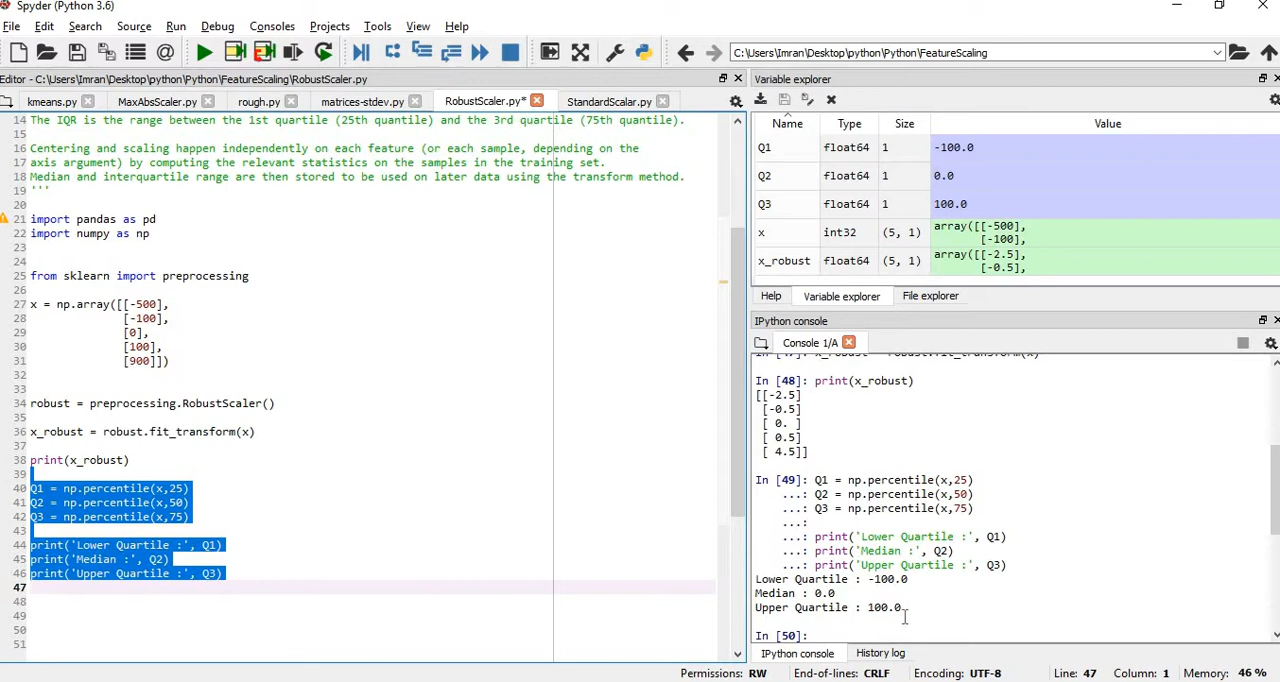 Spyder (Python 3.6)
File Edit Search Source Run Debug Consoles Projects Tools View Help
C:\Users\Imran\Desktop\python\Python\FeatureScaling
Editor - C:\Users\Imran\Desktop\python\Python\FeatureScaling\RobustScaler.py
kmeans.py MaxAbsScaler.py rough.py matrices-stdev.py RobustScaler.py* StandardScalar.py
14 The IQR is the range between the 1st quartile (25th quantile) and the 3rd quartile (75th quantile).
15
16 Centering and scaling happen independently on each feature (or each sample, depending on the
17 axis argument) by computing the relevant statistics on the samples in the training set.
18 Median and interquartile range are then stored to be used on later data using the transform method.
19 '''
20
21 import pandas as pd
22 import numpy as np
23
24
25 from sklearn import preprocessing
26
27 x = np.array([[-500],
28 [-100],
29 [0],
30 [100],
31 [900]])
32
33
34 robust = preprocessing.RobustScaler()
35
36 x_robust = robust.fit_transform(x)
37
38 print(x_robust)
39
40 Q1 = np.percentile(x,25)
41 Q2 = np.percentile(x,50)
42 Q3 = np.percentile(x,75)
43
44 print('Lower Quartile :', Q1)
45 print('Median :', Q2)
46 print('Upper Quartile :', Q3)
47
48
49
50
51
Variable explorer
Name Type Size Value
Q1 float64 1 -100.0
Q2 float64 1 0.0
Q3 float64 1 100.0
x int32 (5, 1) array([[-500],
[-100],
x_robust float64 (5, 1) array([[-2.5],
[-0.5],
Help Variable explorer File explorer
IPython console
Console 1/A
In [47]: x_robust = robust.fit_transform(x)
In [48]: print(x_robust)
[[-2.5]
[-0.5]
[ 0. ]
[ 0.5]
[ 4.5]]
In [49]: Q1 = np.percentile(x,25)
...: Q2 = np.percentile(x,50)
...: Q3 = np.percentile(x,75)
...:
...: print('Lower Quartile :', Q1)
...: print('Median :', Q2)
...: print('Upper Quartile :', Q3)
Lower Quartile : -100.0
Median : 0.0
Upper Quartile : 100.0
In [50]:
IPython console History log
Permissions: RW End-of-lines: CRLF Encoding: UTF-8 Line: 47 Column: 1 Memory: 46 %